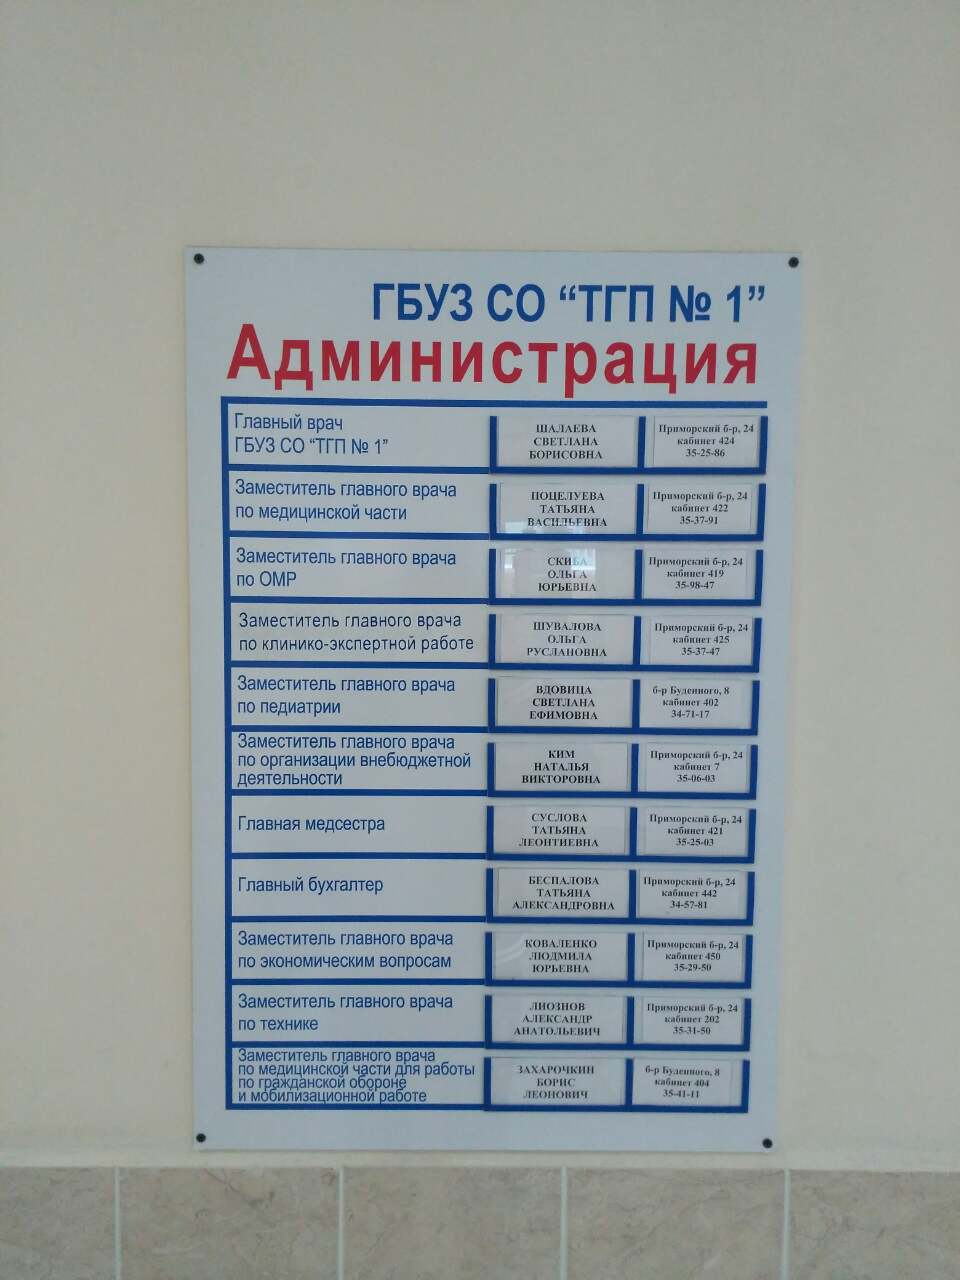 ГБУЗ СО “ТГП № 1”
Администрация
Главный врач
ГБУЗ СО “ТГП № 1”
ШАЛАЕВА
СВЕТЛАНА
БОРИСОВНА
Приморский б-р, 24
кабинет 424
35-25-86
Заместитель главного врача
по медицинской части
ПОЦЕЛУЕВА
ТАТЬЯНА
ВАСИЛЬЕВНА
Приморский б-р, 24
кабинет 422
35-37-91
Заместитель главного врача
по ОМР
СКИБА
ОЛЬГА
ЮРЬЕВНА
Приморский б-р, 24
кабинет 419
35-98-47
Заместитель главного врача
по клинико-экспертной работе
ШУВАЛОВА
ОЛЬГА
РУСЛАНОВНА
Приморский б-р, 24
кабинет 425
35-37-47
Заместитель главного врача
по педиатрии
ВДОВИЦА
СВЕТЛАНА
ЕФИМОВНА
б-р Буденного, 8
кабинет 402
34-71-17
Заместитель главного врача
по организации внебюджетной
деятельности
КИМ
НАТАЛЬЯ
ВИКТОРОВНА
Приморский б-р, 24
кабинет 7
35-06-03
Главная медсестра
СУСЛОВА
ТАТЬЯНА
ЛЕОНТИЕВНА
Приморский б-р, 24
кабинет 421
35-25-03
Главный бухгалтер
БЕСПАЛОВА
ТАТЬЯНА
АЛЕКСАНДРОВНА
Приморский б-р, 24
кабинет 442
34-57-81
Заместитель главного врача
по экономическим вопросам
КОВАЛЕНКО
ЛЮДМИЛА
ЮРЬЕВНА
Приморский б-р, 24
кабинет 450
35-29-50
Заместитель главного врача
по технике
ЛИОЗНОВ
АЛЕКСАНДР
АНАТОЛЬЕВИЧ
Приморский б-р, 24
кабинет 202
35-31-50
Заместитель главного врача
по медицинской части для работы
по гражданской обороне
и мобилизационной работе
ЗАХАРОЧКИН
БОРИС
ЛЕОНОВИЧ
б-р Буденного, 8
кабинет 404
35-41-11